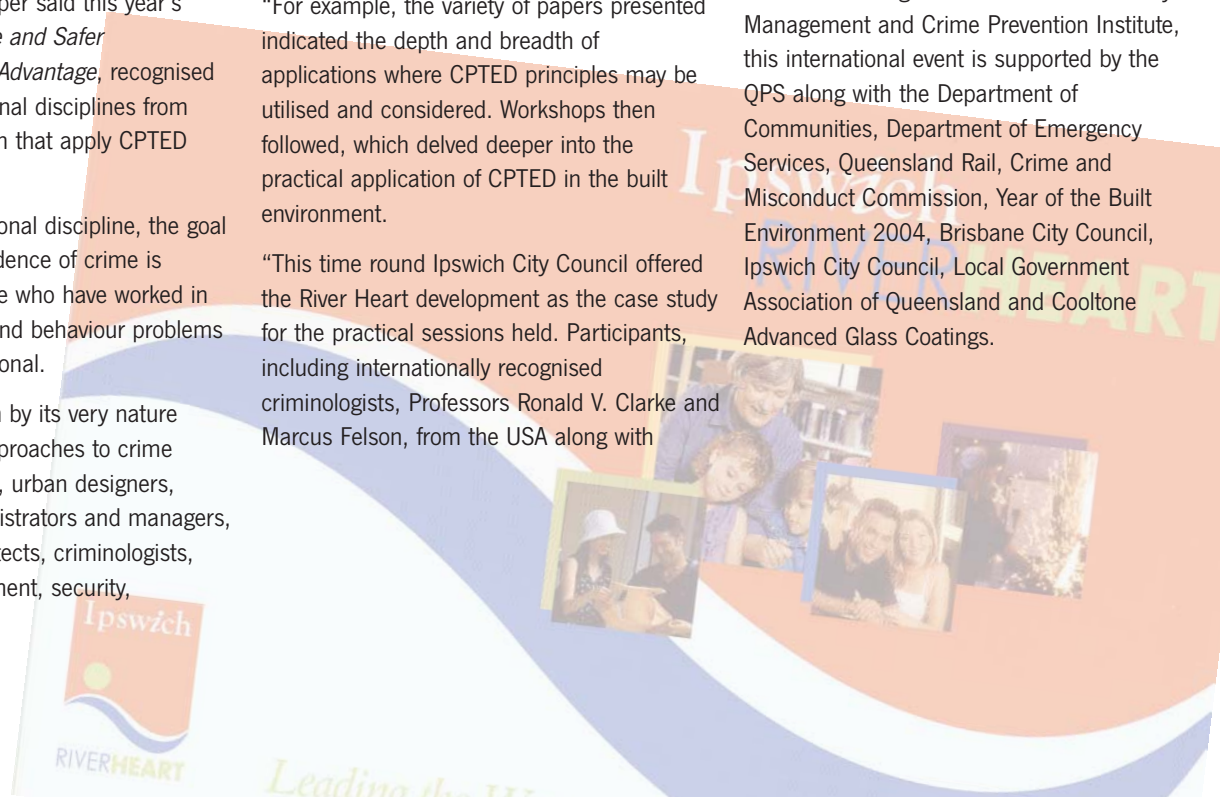 per said this year's
e and Safer
Advantage, recognised
nal disciplines from
n that apply CPTED
onal discipline, the goal
dence of crime is
e who have worked in
nd behaviour problems
onal.
n by its very nature
proaches to crime
, urban designers,
istrators and managers,
tects, criminologists,
ment, security,
"For example, the variety of papers presented
indicated the depth and breadth of
applications where CPTED principles may be
utilised and considered. Workshops then
followed, which delved deeper into the
practical application of CPTED in the built
environment.
"This time round Ipswich City Council offered
the River Heart development as the case study
for the practical sessions held. Participants,
including internationally recognised
criminologists, Professors Ronald V. Clarke and
Marcus Felson, from the USA along with
Management and Crime Prevention Institute,
this international event is supported by the
QPS along with the Department of
Communities, Department of Emergency
Services, Queensland Rail, Crime and
Misconduct Commission, Year of the Built
Environment 2004, Brisbane City Council,
Ipswich City Council, Local Government
Association of Queensland and Cooltone
Advanced Glass Coatings.
Ipswich
RIVERHEART
Ipswich
RIVERHEART
Leading the